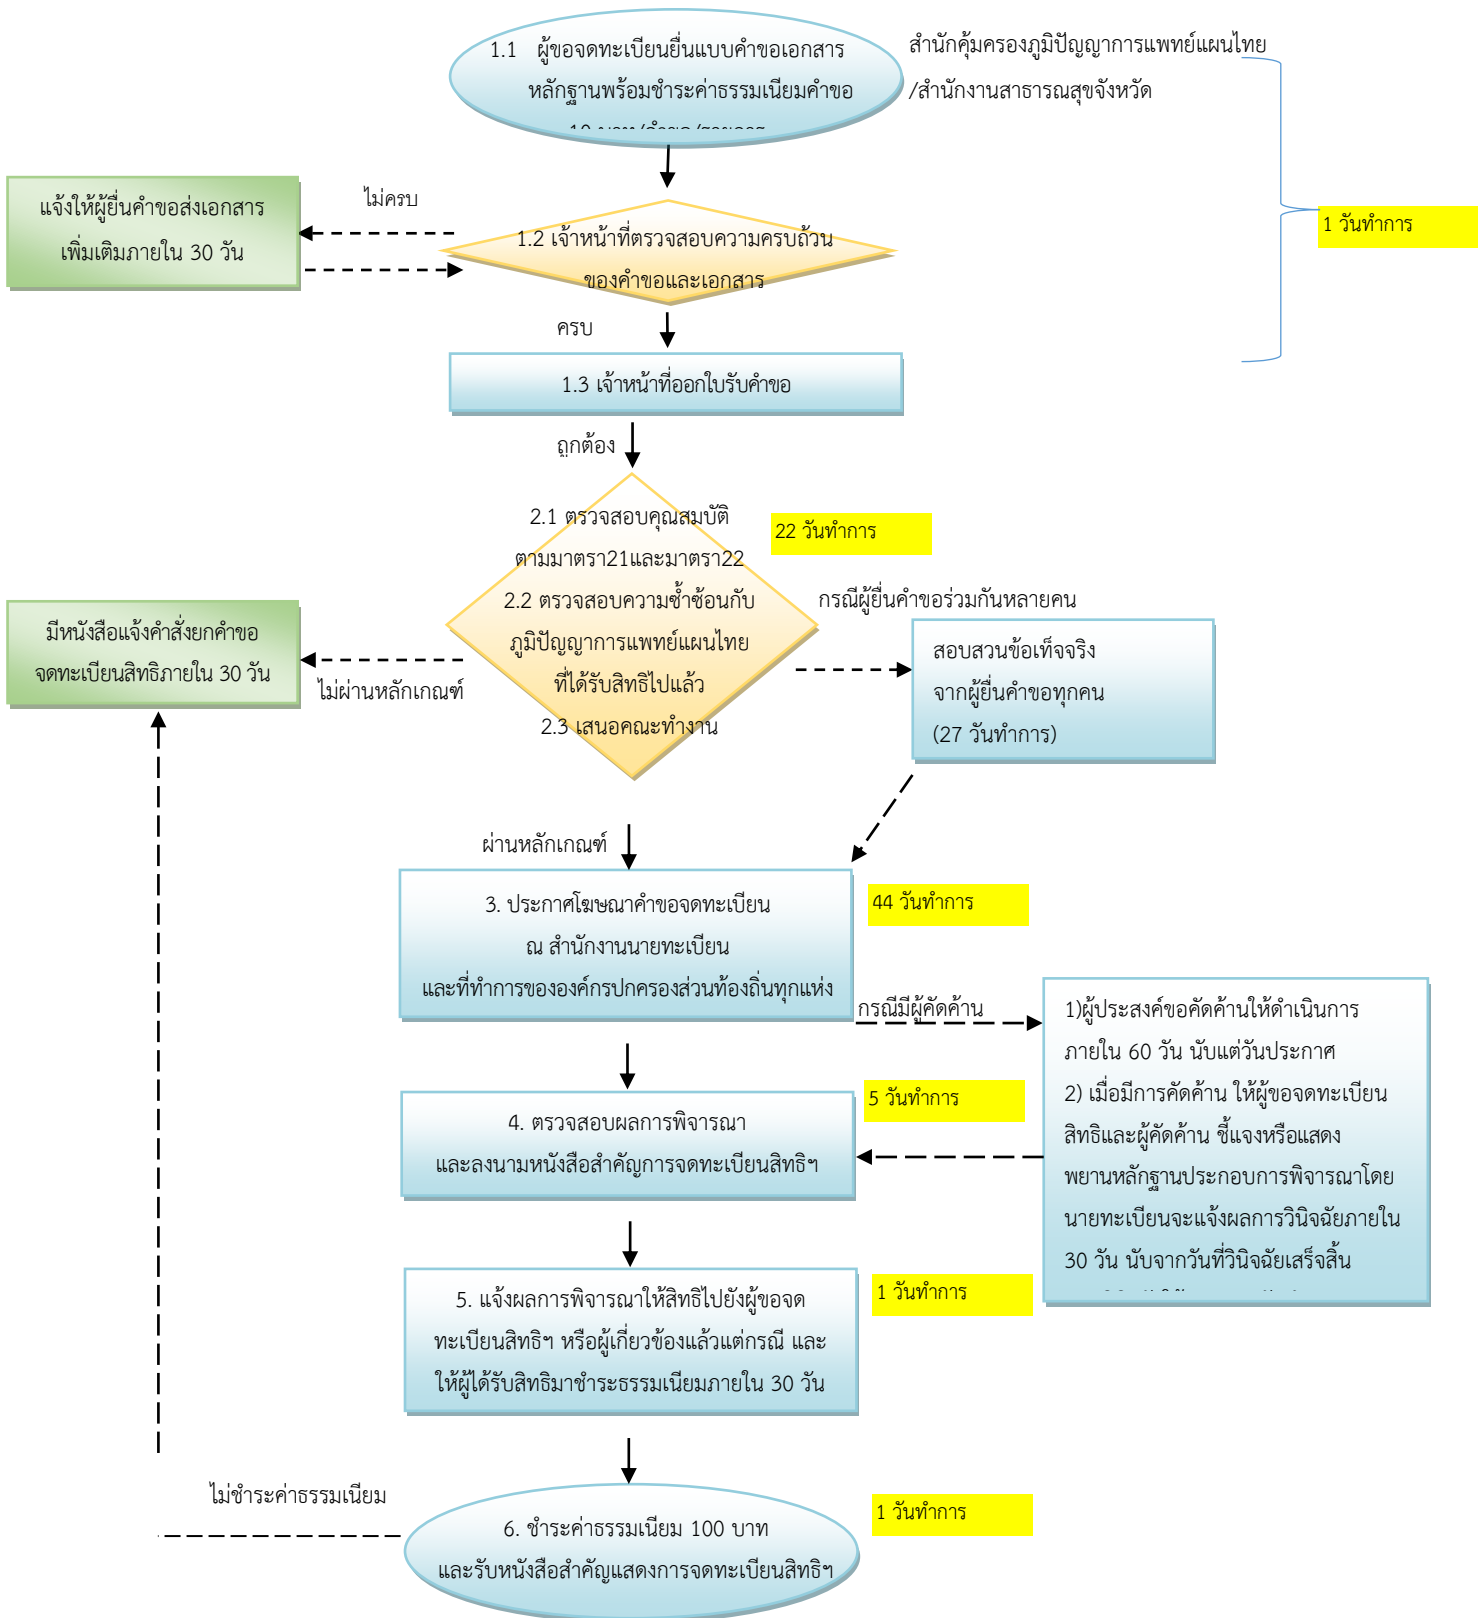 1.1 ผู้ขอจดทะเบียนยื่นแบบคำขอเอกสาร
หลักฐานพร้อมชำระค่าธรรมเนียมคำขอ
สำนักคุ้มครองภูมิปัญญาการแพทย์แผนไทย
/สำนักงานสาธารณสุขจังหวัด
1 วันทำการ
ไม่ครบ
แจ้งให้ผู้ยื่นคำขอส่งเอกสาร
เพิ่มเติมภายใน 30 วัน
1.2 เจ้าหน้าที่ตรวจสอบความครบถ้วน
ของคำขอและเอกสาร
ครบ
1.3 เจ้าหน้าที่ออกใบรับคำขอ
ถูกต้อง
2.1 ตรวจสอบคุณสมบัติ
ตามมาตรา21และมาตรา22
2.2 ตรวจสอบความซ้ำซ้อนกับ
ภูมิปัญญาการแพทย์แผนไทย
ที่ได้รับสิทธิไปแล้ว
2.3 เสนอคณะทำงาน
22 วันทำการ
มีหนังสือแจ้งคำสั่งยกคำขอ
จดทะเบียนสิทธิภายใน 30 วัน
ไม่ผ่านหลักเกณฑ์
กรณีผู้ยื่นคำขอร่วมกันหลายคน
สอบสวนข้อเท็จจริง
จากผู้ยื่นคำขอทุกคน
(27 วันทำการ)
ผ่านหลักเกณฑ์
3. ประกาศโฆษณาคำขอจดทะเบียน
ณ สำนักงานนายทะเบียน
และที่ทำการขององค์กรปกครองส่วนท้องถิ่นทุกแห่ง
44 วันทำการ
กรณีมีผู้คัดค้าน
1)ผู้ประสงค์ขอคัดค้านให้ดำเนินการ
ภายใน 60 วัน นับแต่วันประกาศ
2) เมื่อมีการคัดค้าน ให้ผู้ขอจดทะเบียน
สิทธิและผู้คัดค้าน ชี้แจงหรือแสดง
พยานหลักฐานประกอบการพิจารณาโดย
นายทะเบียนจะแจ้งผลการวินิจฉัยภายใน
30 วัน นับจากวันที่วินิจฉัยเสร็จสิ้น
4. ตรวจสอบผลการพิจารณา
และลงนามหนังสือสำคัญการจดทะเบียนสิทธิฯ
5 วันทำการ
5. แจ้งผลการพิจารณาให้สิทธิไปยังผู้ขอจด
ทะเบียนสิทธิฯ หรือผู้เกี่ยวข้องแล้วแต่กรณี และ
ให้ผู้ได้รับสิทธิมาชำระธรรมเนียมภายใน 30 วัน
1 วันทำการ
ไม่ชำระค่าธรรมเนียม
6. ชำระค่าธรรมเนียม 100 บาท
และรับหนังสือสำคัญแสดงการจดทะเบียนสิทธิฯ
1 วันทำการ